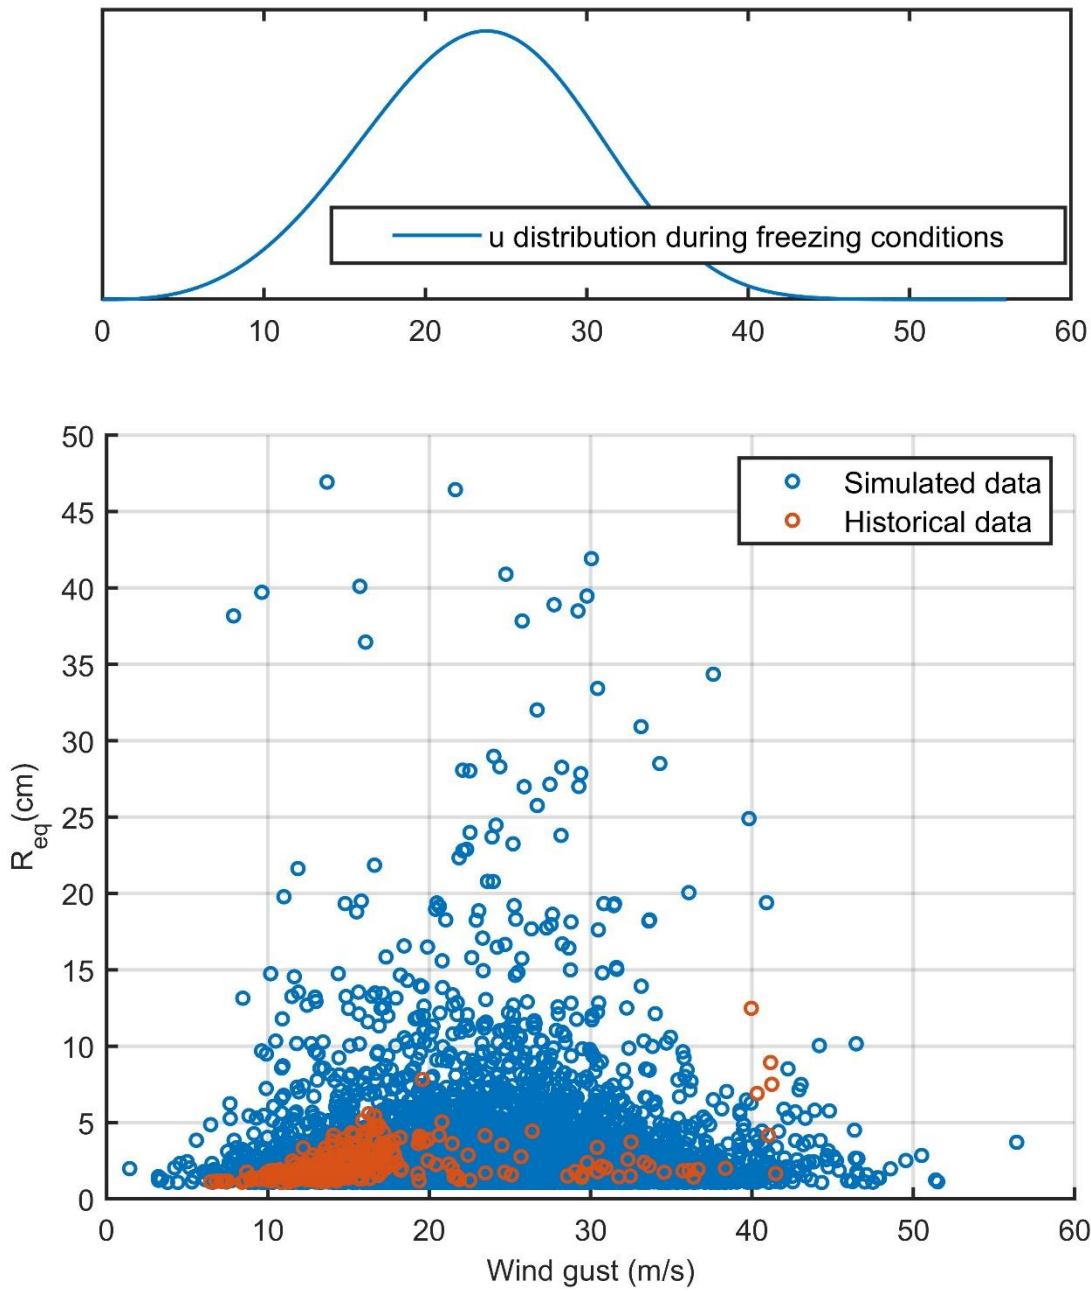 u distribution during freezing conditions
0 10 20 30 40 50 60
50
45
40
35
30
25
20
15
10
5
0
R_eq(cm)
Simulated data
Historical data
0 10 20 30 40 50 60
Wind gust (m/s)